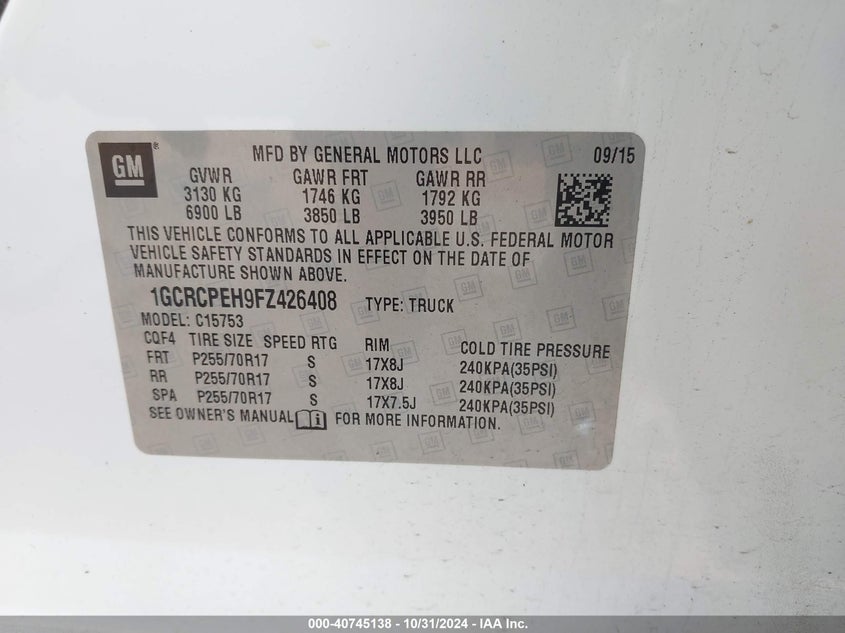 GM ®
MFD BY GENERAL MOTORS LLC 09/15
GVWR GAWR FRT GAWR RR
3130 KG 1746 KG 1792 KG
6900 LB 3850 LB 3950 LB
THIS VEHICLE CONFORMS TO ALL APPLICABLE U.S. FEDERAL MOTOR
VEHICLE SAFETY STANDARDS IN EFFECT ON THE DATE OF
MANUFACTURE SHOWN ABOVE.
1GCRCPEH9FZ426408 TYPE: TRUCK
MODEL: C15753
CQF4 TIRE SIZE SPEED RTG RIM COLD TIRE PRESSURE
FRT P255/70R17 S 17X8J 240KPA(35PSI)
RR P255/70R17 S 17X8J 240KPA(35PSI)
SPA P255/70R17 S 17X7.5J 240KPA(35PSI)
SEE OWNER'S MANUAL FOR MORE INFORMATION.
000-40745138 - 10/31/2024 - IAA Inc.